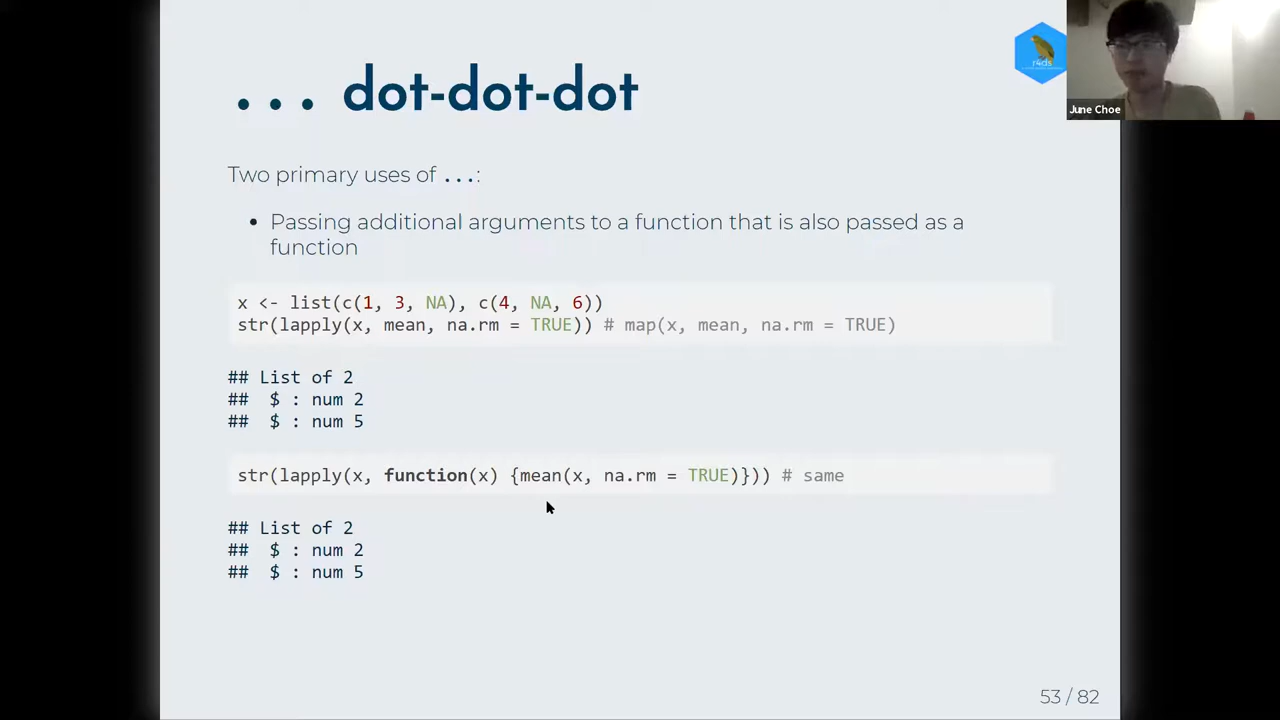 ... dot-dot-dot
r4ds
June Choe
Two primary uses of ...:
• Passing additional arguments to a function that is also passed as a
function
x <- list(c(1, 3, NA), c(4, NA, 6))
str(lapply(x, mean, na.rm = TRUE)) # map(x, mean, na.rm = TRUE)
## List of 2
##  $ : num 2
##  $ : num 5
str(lapply(x, function(x) {mean(x, na.rm = TRUE)})) # same
## List of 2
##  $ : num 2
##  $ : num 5
53 / 82